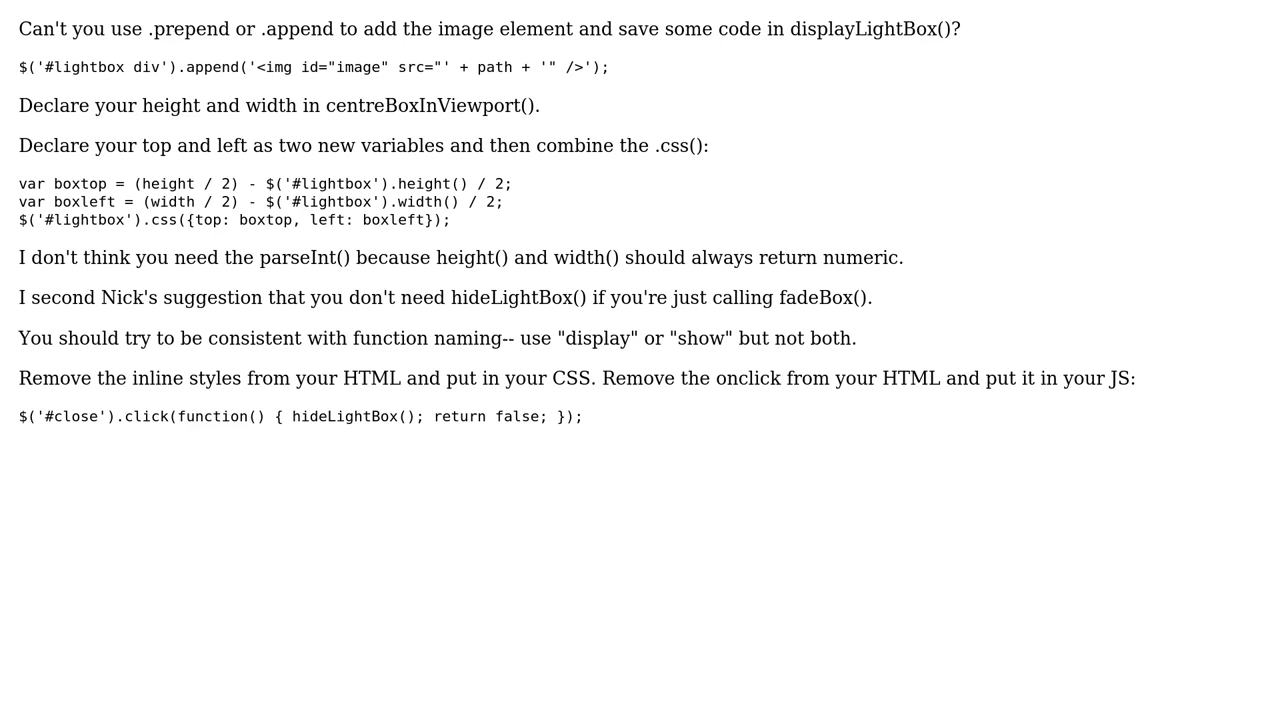 Can't you use .prepend or .append to add the image element and save some code in displayLightBox()?
$('#lightbox div').append('<img id="image" src="' + path + '" />');
Declare your height and width in centreBoxInViewport().
Declare your top and left as two new variables and then combine the .css():
var boxtop = (height / 2) - $('#lightbox').height() / 2;
var boxleft = (width / 2) - $('#lightbox').width() / 2;
$('#lightbox').css({top: boxtop, left: boxleft});
I don't think you need the parseInt() because height() and width() should always return numeric.
I second Nick's suggestion that you don't need hideLightBox() if you're just calling fadeBox().
You should try to be consistent with function naming-- use "display" or "show" but not both.
Remove the inline styles from your HTML and put in your CSS. Remove the onclick from your HTML and put it in your JS:
$('#close').click(function() { hideLightBox(); return false; });